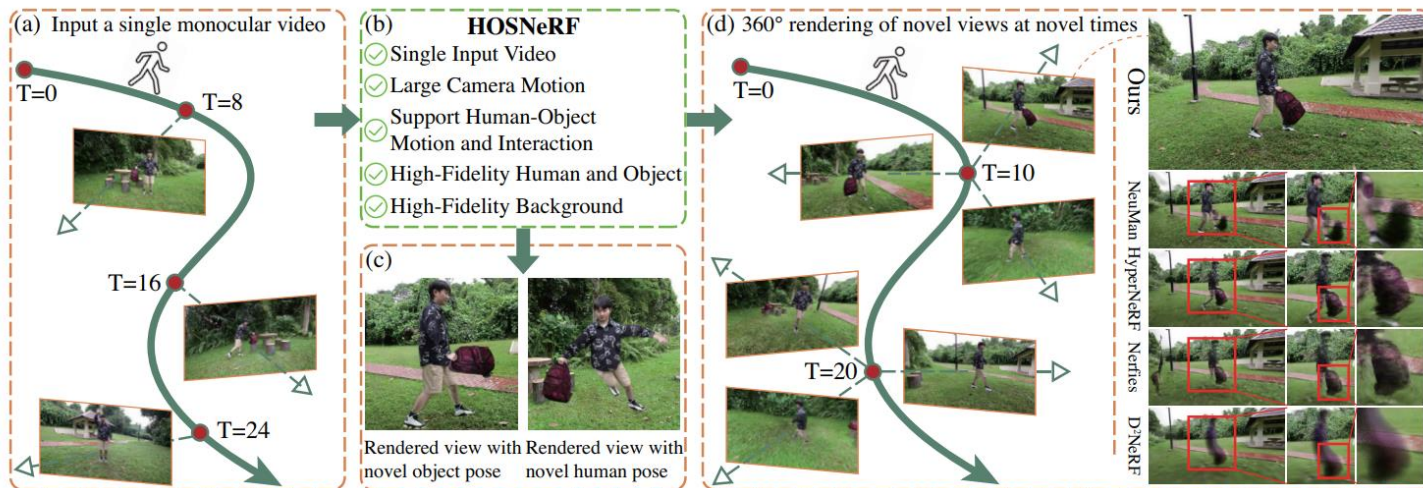 (a) Input a single monocular video
T=0
T=8
T=16
T=24
(b) HOSNeRF
Single Input Video
Large Camera Motion
Support Human-Object
Motion and Interaction
High-Fidelity Human and Object
High-Fidelity Background
(c)
Rendered view with
novel object pose
Rendered view with
novel human pose
(d) 360° rendering of novel views at novel times
T=0
T=10
T=20
Ours
NeuMan
HyperNeRF
Nerfies
D²NeRF